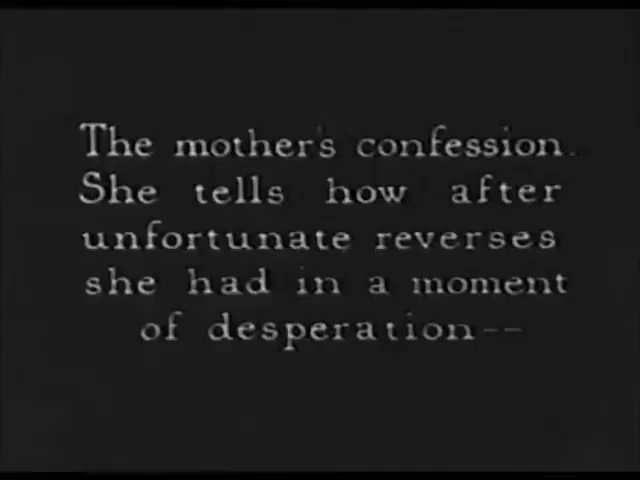 The mother's confession.
She tells how after
unfortunate reverses
she had in a moment
of desperation--